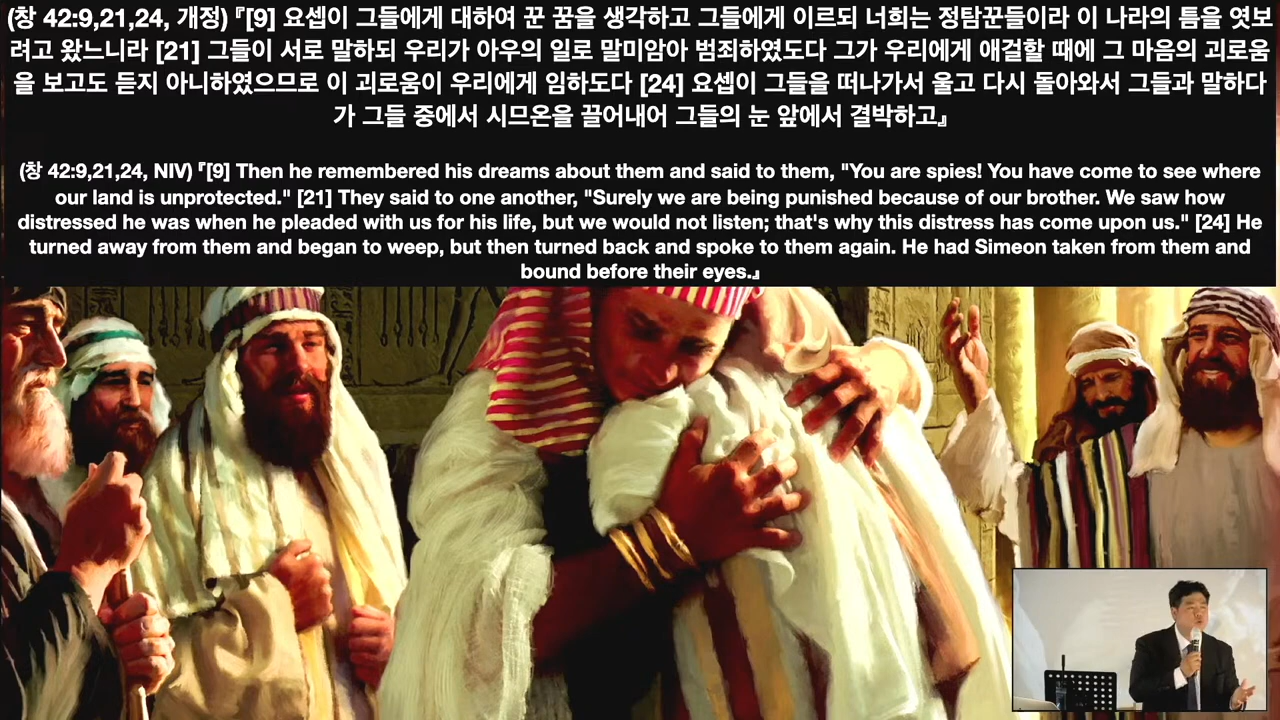 (창 42:9,21,24, 개정)『[9] 요셉이 그들에게 대하여 꾼 꿈을 생각하고 그들에게 이르되 너희는 정탐꾼들이라 이 나라의 틈을 엿보
려고 왔느니라 [21] 그들이 서로 말하되 우리가 아우의 일로 말미암아 범죄하였도다 그가 우리에게 애걸할 때에 그 마음의 괴로움
을 보고도 듣지 아니하였으므로 이 괴로움이 우리에게 임하도다 [24] 요셉이 그들을 떠나가서 울고 다시 돌아와서 그들과 말하다
가 그들 중에서 시므온을 끌어내어 그들의 눈 앞에서 결박하고』
(창 42:9,21,24, NIV)『[9] Then he remembered his dreams about them and said to them, "You are spies! You have come to see where
our land is unprotected." [21] They said to one another, "Surely we are being punished because of our brother. We saw how
distressed he was when he pleaded with us for his life, but we would not listen; that's why this distress has come upon us." [24] He
turned away from them and began to weep, but then turned back and spoke to them again. He had Simeon taken from them and
bound before their eyes.』